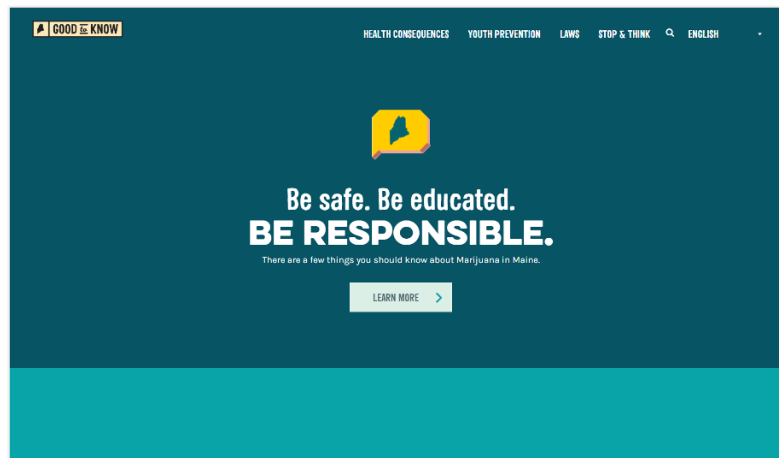 GOOD to KNOW
HEALTH CONSEQUENCES YOUTH PREVENTION LAWS STOP & THINK ENGLISH
Be safe. Be educated.
BE RESPONSIBLE.
There are a few things you should know about Marijuana in Maine.
LEARN MORE